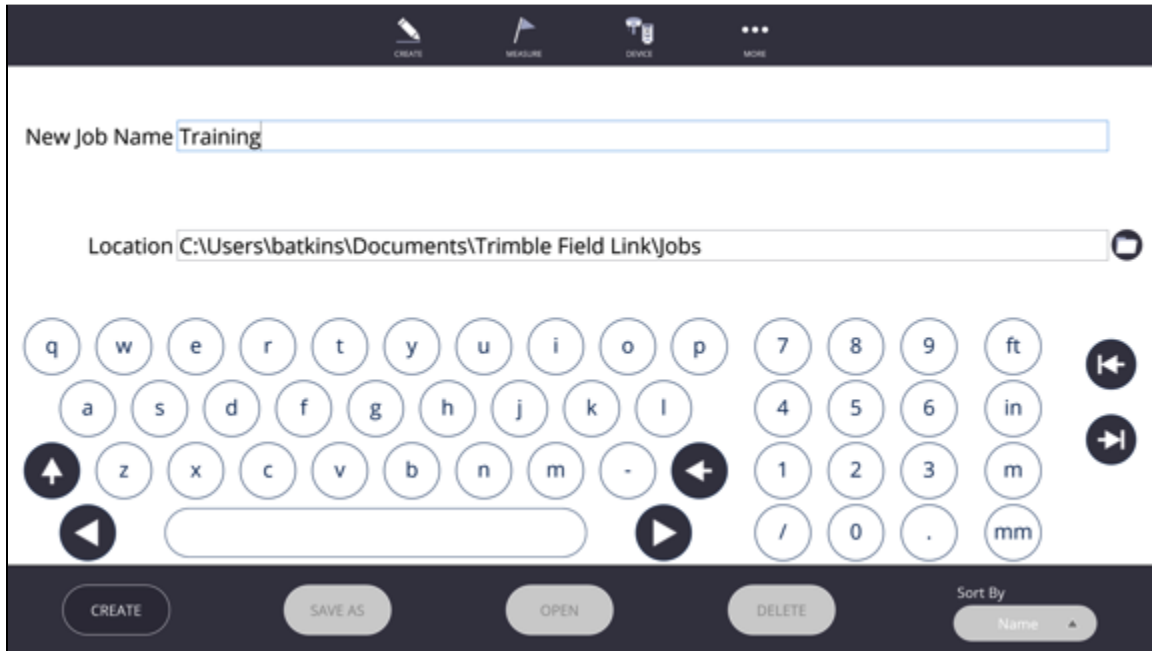 CREATE MEASURE DEVICE MORE
New Job Name Training
Location C:\Users\batkins\Documents\Trimble Field Link\Jobs
q w e r t y u i o p 7 8 9 ft
a s d f g h j k l 4 5 6 in
z x c v b n m - 1 2 3 m
/ 0 . mm
Sort By
CREATE SAVE AS OPEN DELETE Name